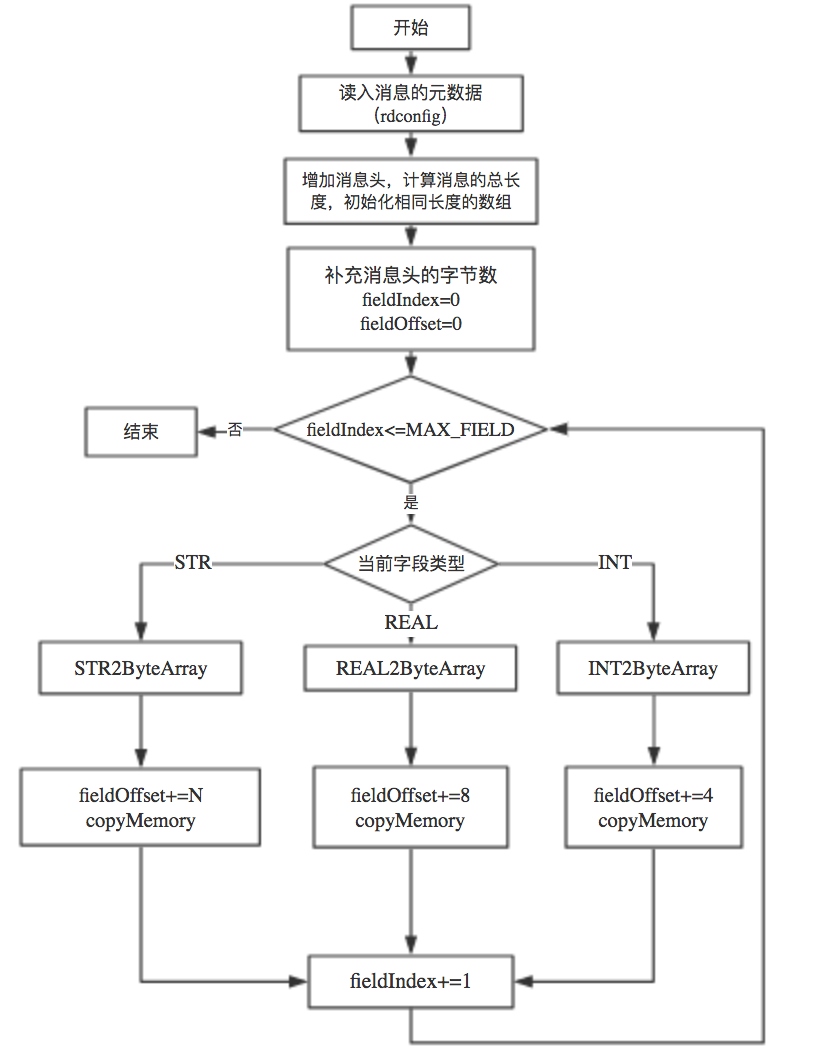 开始
读入消息的元数据
（rdconfig）
增加消息头，计算消息的总长
度，初始化相同长度的数组
补充消息头的字节数
fieldIndex=0
fieldOffset=0
fieldIndex<=MAX_FIELD
否
结束
是
当前字段类型
STR
REAL
INT
STR2ByteArray
REAL2ByteArray
INT2ByteArray
fieldOffset+=N
copyMemory
fieldOffset+=8
copyMemory
fieldOffset+=4
copyMemory
fieldIndex+=1